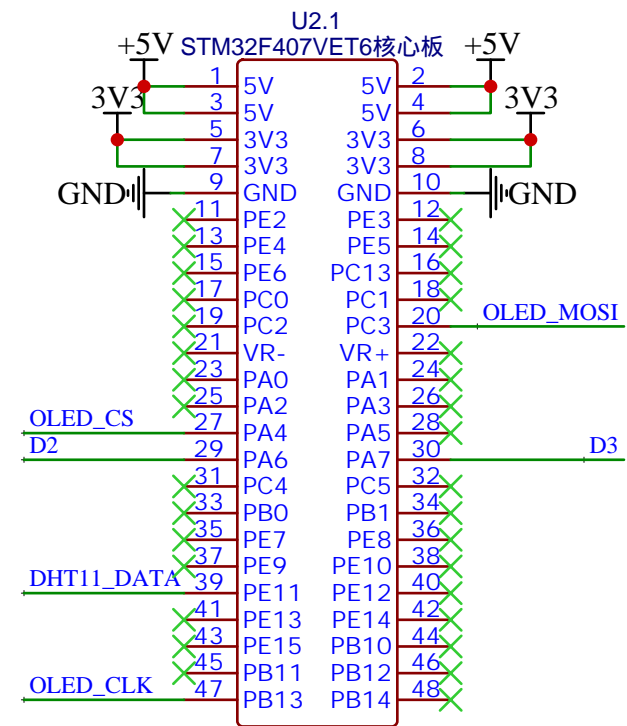 U2.1
STM32F407VET6核心板
+5V +5V
1 5V 5V 2
3 5V 5V 4
3V3 3V3
5 3V3 3V3 6
7 3V3 3V3 8
GND 9 GND GND 10 GND
11 PE2 PE3 12
13 PE4 PE5 14
15 PE6 PC13 16
17 PC0 PC1 18
19 PC2 PC3 20 OLED_MOSI
21 VR- VR+ 22
23 PA0 PA1 24
25 PA2 PA3 26
OLED_CS 27 PA4 PA5 28
D2 29 PA6 PA7 30 D3
31 PC4 PC5 32
33 PB0 PB1 34
35 PE7 PE8 36
37 PE9 PE10 38
DHT11_DATA 39 PE11 PE12 40
41 PE13 PE14 42
43 PE15 PB10 44
45 PB11 PB12 46
OLED_CLK 47 PB13 PB14 48